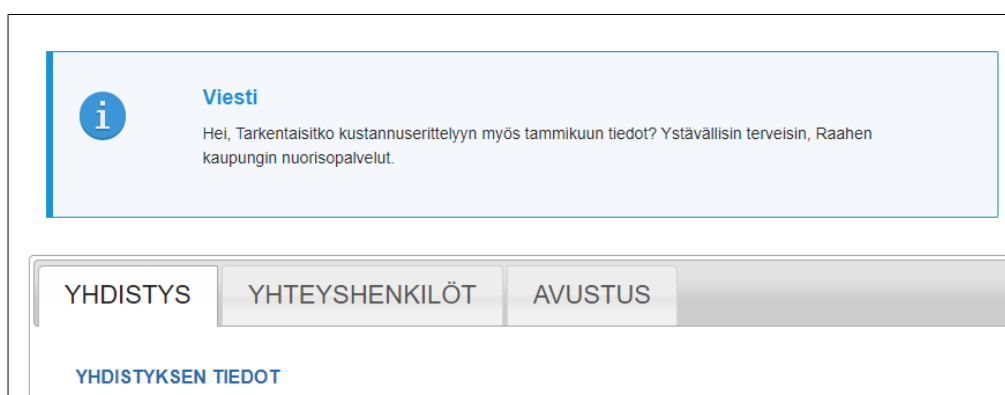 Viesti
Hei, Tarkentaisitko kustannuserittelyyn myös tammikuun tiedot? Ystävällisin terveisin, Raahen
kaupungin nuorisopalvelut.
YHDISTYS YHTEYSHENKILÖT AVUSTUS
YHDISTYKSEN TIEDOT